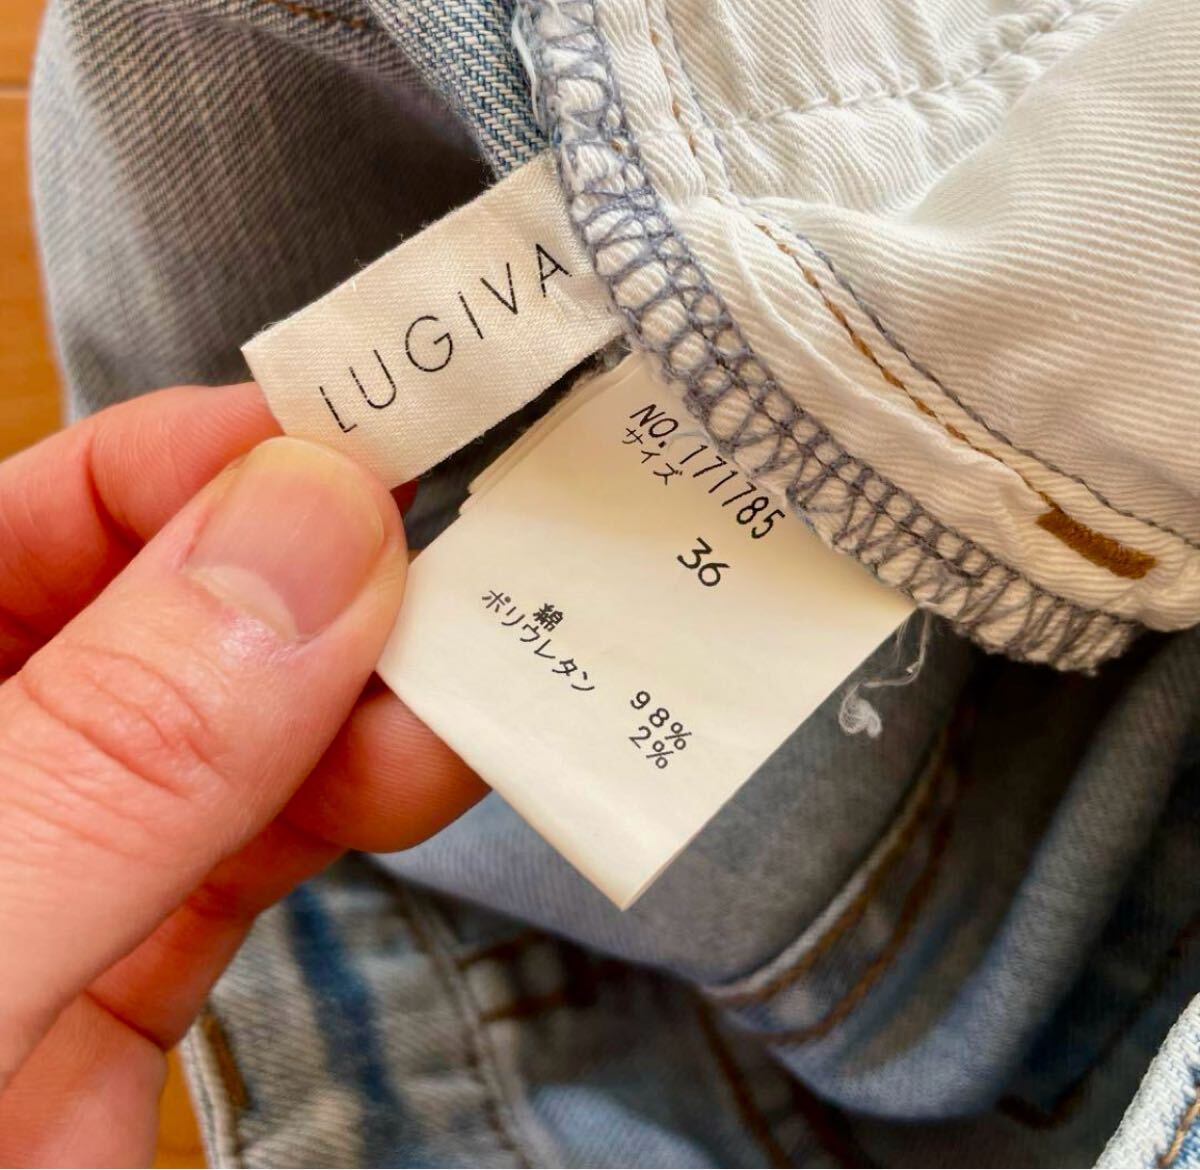 LUGIVA
NO. 171785
サイズ
36
綿 98%
ポリウレタン 2%